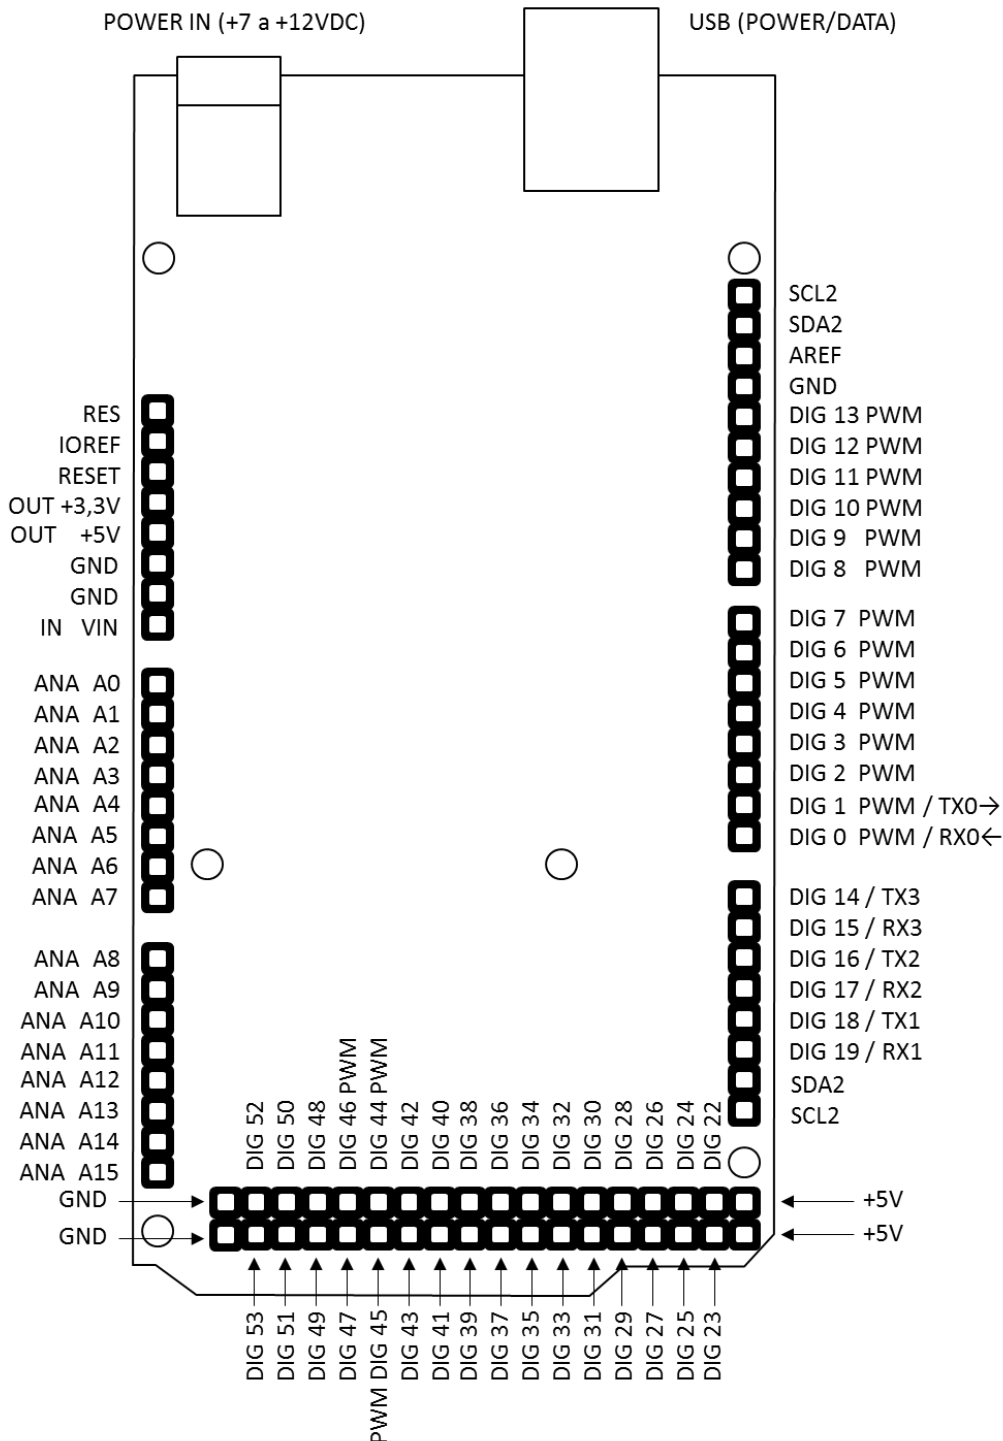 POWER IN (+7 a +12VDC)
USB (POWER/DATA)
RES
IOREF
RESET
OUT +3,3V
OUT +5V
GND
GND
IN VIN
ANA A0
ANA A1
ANA A2
ANA A3
ANA A4
ANA A5
ANA A6
ANA A7
ANA A8
ANA A9
ANA A10
ANA A11
ANA A12
ANA A13
ANA A14
ANA A15
GND
GND
SCL2
SDA2
AREF
GND
DIG 13 PWM
DIG 12 PWM
DIG 11 PWM
DIG 10 PWM
DIG 9 PWM
DIG 8 PWM
DIG 7 PWM
DIG 6 PWM
DIG 5 PWM
DIG 4 PWM
DIG 3 PWM
DIG 2 PWM
DIG 1 PWM / TX0→
DIG 0 PWM / RX0←
DIG 14 / TX3
DIG 15 / RX3
DIG 16 / TX2
DIG 17 / RX2
DIG 18 / TX1
DIG 19 / RX1
SDA2
SCL2
+5V
+5V
DIG 52
DIG 50
DIG 48
DIG 46 PWM
DIG 44 PWM
DIG 42
DIG 40
DIG 38
DIG 36
DIG 34
DIG 32
DIG 30
DIG 28
DIG 26
DIG 24
DIG 22
DIG 53
DIG 51
DIG 49
DIG 47
PWM DIG 45
DIG 43
DIG 41
DIG 39
DIG 37
DIG 35
DIG 33
DIG 31
DIG 29
DIG 27
DIG 25
DIG 23